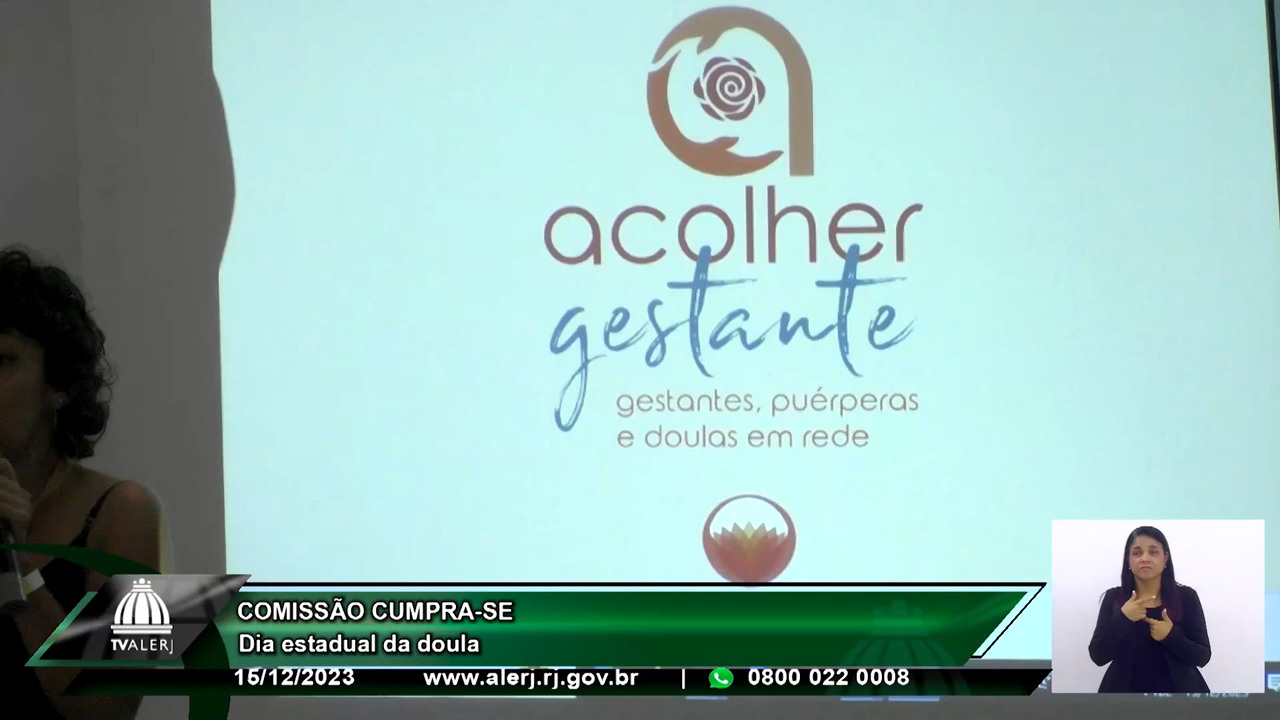 acolher
gestante
gestantes, puérperas
e doulas em rede
COMISSÃO CUMPRA-SE
TVALERJ
Dia estadual da doula
15/12/2023 www.alerj.rj.gov.br | 0800 022 0008